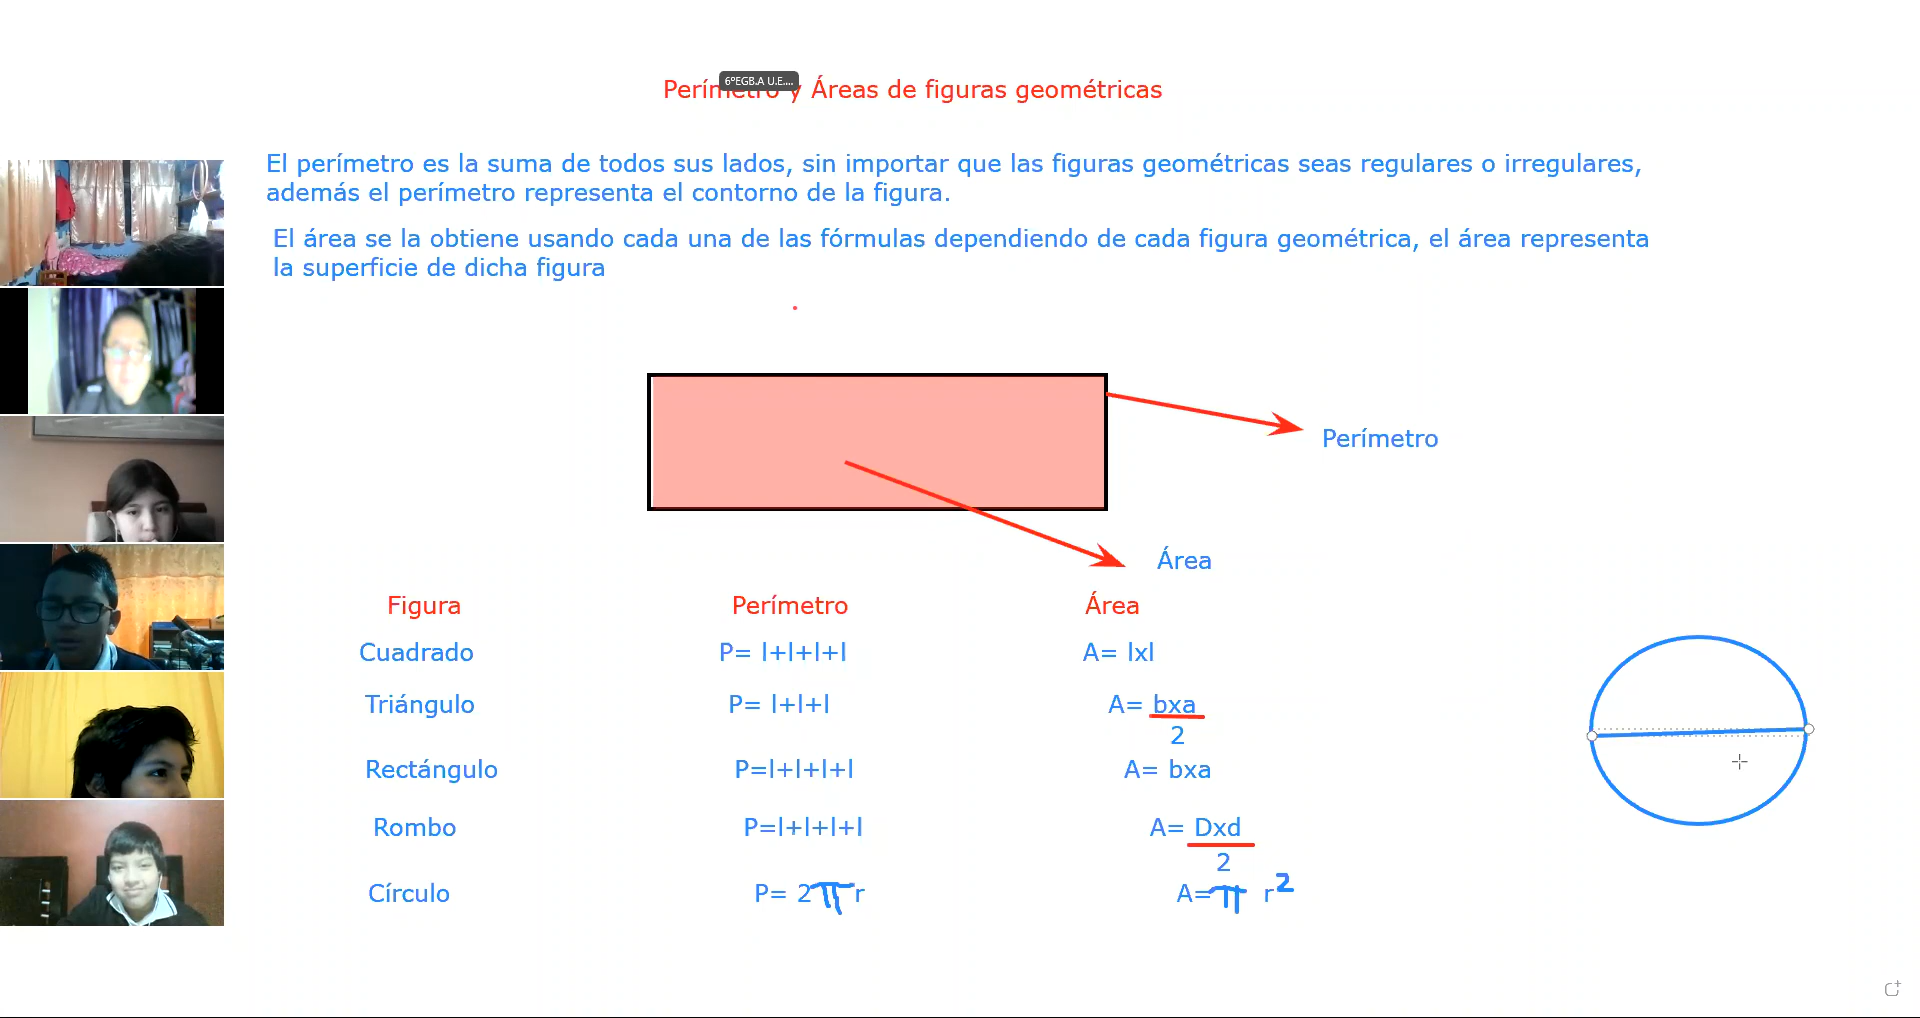 6ºEGB.A U.E....
Perímetro y Áreas de figuras geométricas
El perímetro es la suma de todos sus lados, sin importar que las figuras geométricas seas regulares o irregulares,
además el perímetro representa el contorno de la figura.
El área se la obtiene usando cada una de las fórmulas dependiendo de cada figura geométrica, el área representa
la superficie de dicha figura
Perímetro
Área
Figura Perímetro Área
Cuadrado P= l+l+l+l A= lxl
Triángulo P= l+l+l A= bxa
2
Rectángulo P=l+l+l+l A= bxa
Rombo P=l+l+l+l A= Dxd
2
Círculo P= 2πr A=π r²